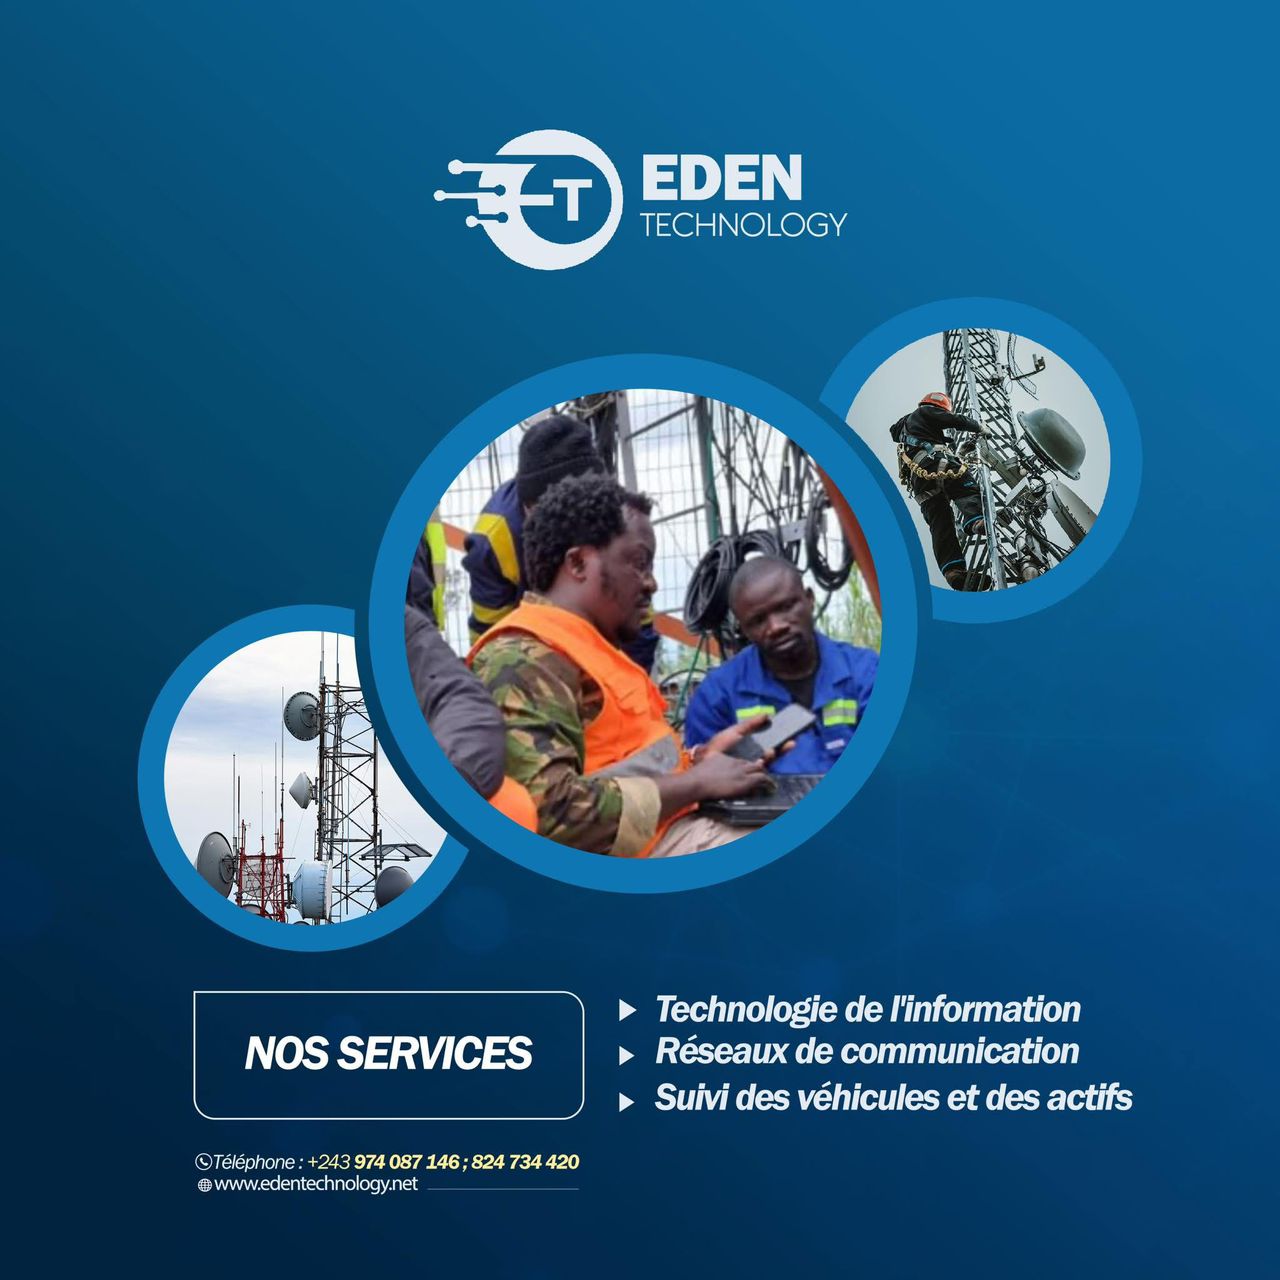 ET
EDEN
TECHNOLOGY
NOS SERVICES
Technologie de l'information
Réseaux de communication
Suivi des véhicules et des actifs
Téléphone : +243 974 087 146 ; 824 734 420
www.edentechnology.net